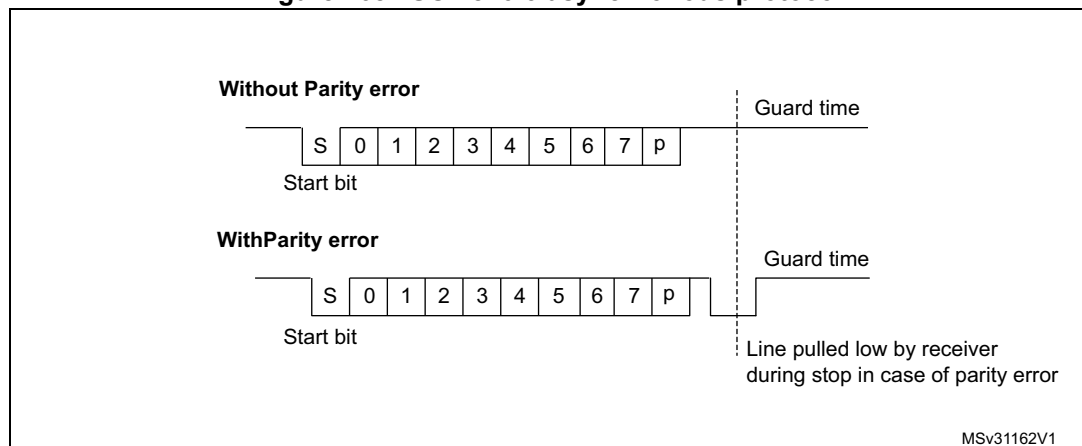 Without Parity error
Guard time
S 0 1 2 3 4 5 6 7 p
Start bit
WithParity error
Guard time
S 0 1 2 3 4 5 6 7 p
Start bit
Line pulled low by receiver
during stop in case of parity error
MSv31162V1